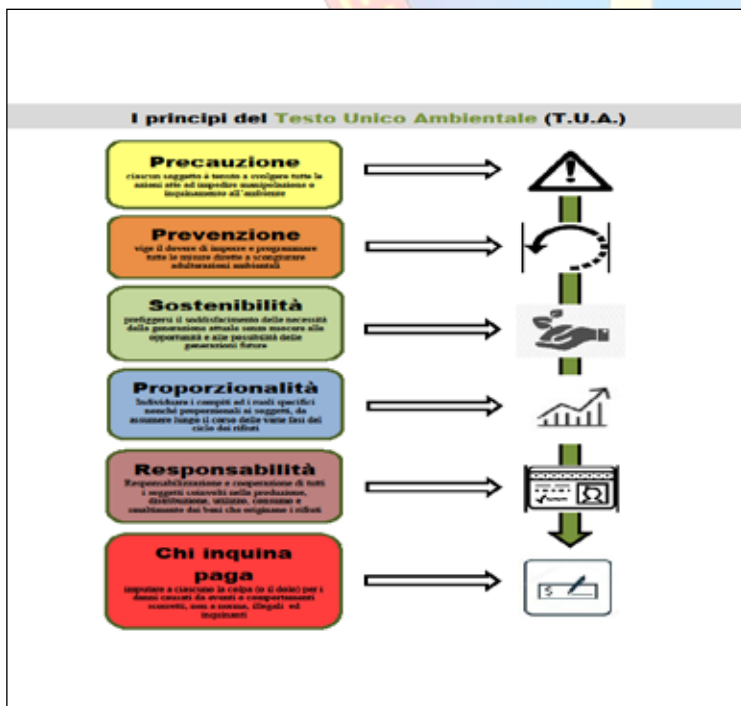 I principi del Testo Unico Ambientale (T.U.A.)
Precauzione
ciascun soggetto è tenuto a svolgere tutte le
azioni atte ad impedire manipolazione o
inquinamento all'ambiente
Prevenzione
vige il dovere di imporre e programmare
tutte le misure dirette a scongiurare
adulterazioni ambientali
Sostenibilità
prefiggersi il soddisfacimento delle necessità
della generazione attuale senza nuocere alle
opportunità e alle possibilità delle
generazioni future
Proporzionalità
Individuare i compiti ed i ruoli specifici
nonché proporzionali ai soggetti, da
assumere lungo il corso delle varie fasi del
ciclo dei rifiuti
Responsabilità
Responsabilizzazione e cooperazione di tutti
i soggetti coinvolti nella produzione,
distribuzione, utilizzo, consumo e
smaltimento dei beni che originano i rifiuti
Chi inquina
paga
imputare a ciascuno la colpa (o il dolo) per i
danni causati da eventi e comportamenti
scorretti, non a norma, illegali ed
inquinanti